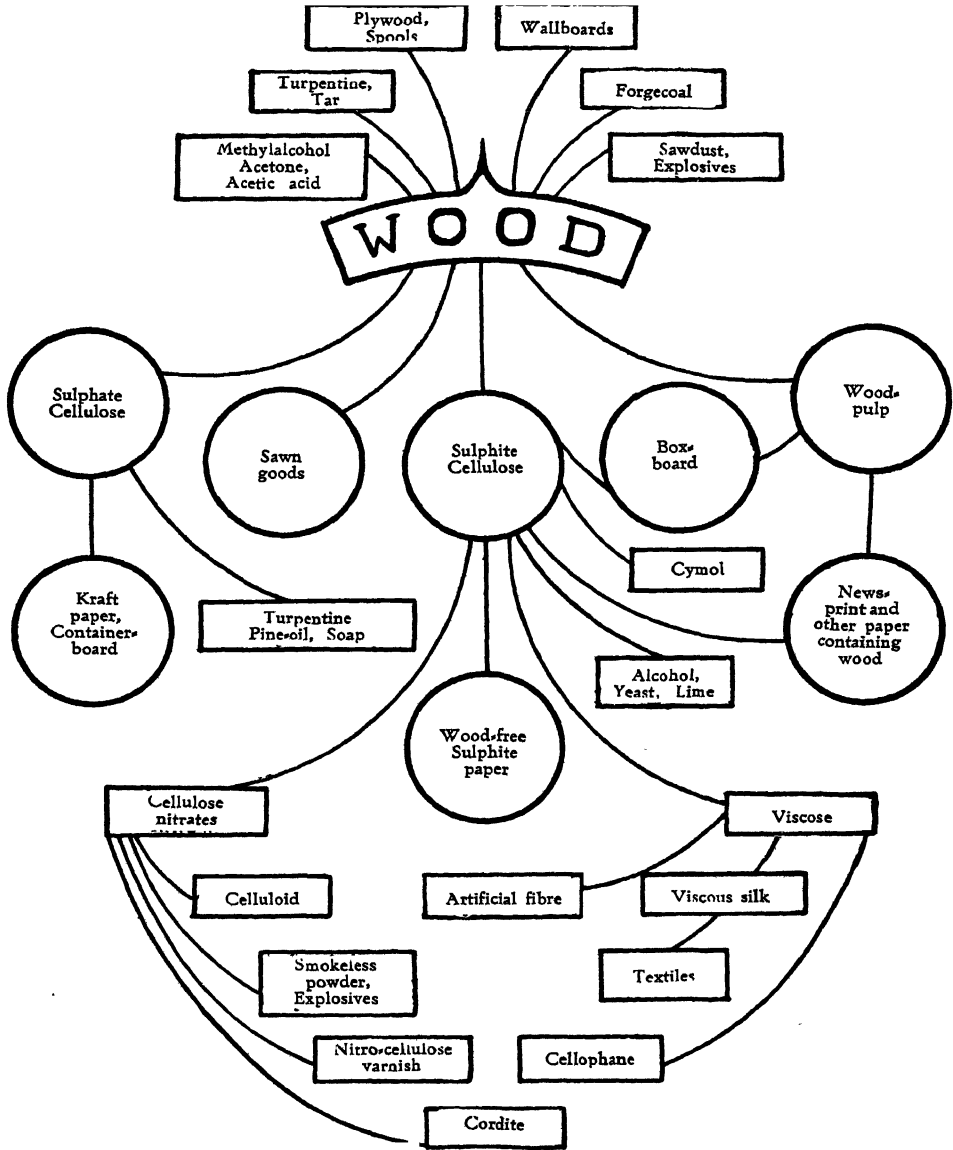 Plywood,
Spools
Wallboards
Turpentine,
Tar
Forgecoal
Methylalcohol
Acetone,
Acetic acid
Sawdust,
Explosives
WOOD
Sulphate
Cellulose
Sawn
goods
Sulphite
Cellulose
Box-
board
Wood-
pulp
Cymol
Kraft
paper,
Container-
board
Turpentine
Pine-oil, Soap
News-
print and
other paper
containing
wood
Alcohol,
Yeast, Lime
Wood-free
Sulphite
paper
Cellulose
nitrates
Viscose
Celluloid
Artificial fibre
Viscous silk
Smokeless
powder,
Explosives
Textiles
Nitro-cellulose
varnish
Cellophane
Cordite